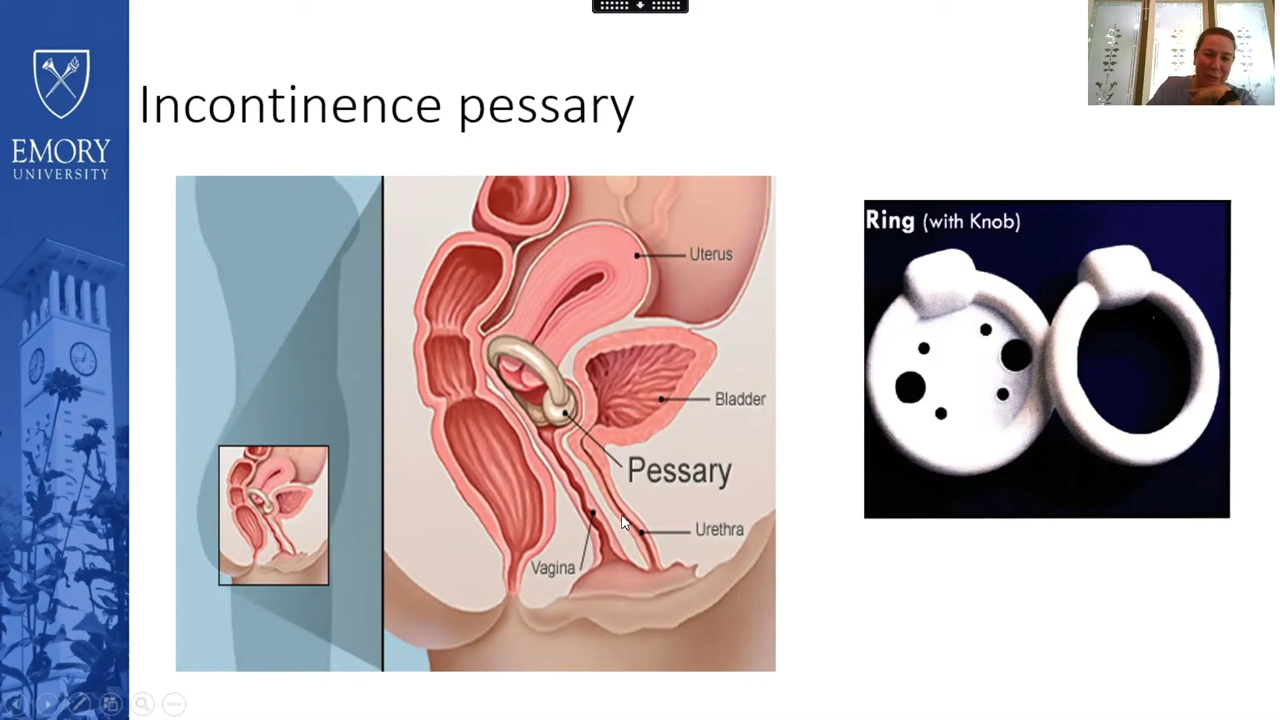 EMORY
UNIVERSITY
Incontinence pessary
Uterus
Bladder
Pessary
Urethra
Vagina
Ring (with Knob)